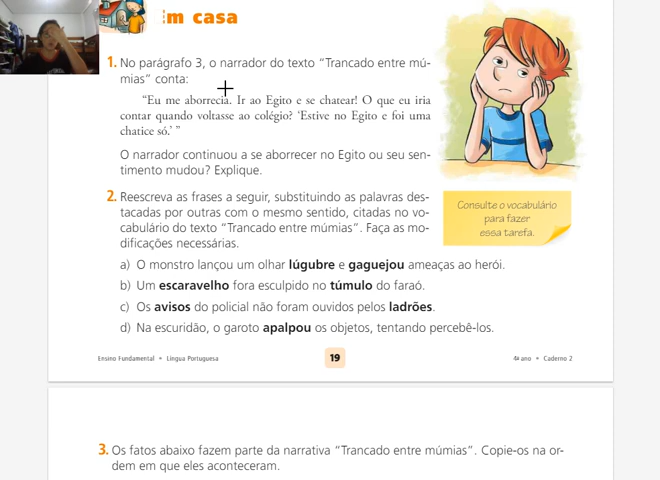 m casa
1. No parágrafo 3, o narrador do texto “Trancado entre mú-
mias” conta:
“Eu me aborrecia. Ir ao Egito e se chatear! O que eu iria
contar quando voltasse ao colégio? ‘Estive no Egito e foi uma
chatice só.’ ”
O narrador continuou a se aborrecer no Egito ou seu sen-
timento mudou? Explique.
2. Reescreva as frases a seguir, substituindo as palavras des-
tacadas por outras com o mesmo sentido, citadas no vo-
cabulário do texto “Trancado entre múmias”. Faça as mo-
dificações necessárias.
Consulte o vocabulário
para fazer
essa tarefa.
a) O monstro lançou um olhar lúgubre e gaguejou ameaças ao herói.
b) Um escaravelho fora esculpido no túmulo do faraó.
c) Os avisos do policial não foram ouvidos pelos ladrões.
d) Na escuridão, o garoto apalpou os objetos, tentando percebê-los.
Ensino Fundamental • Língua Portuguesa
19
4º ano • Caderno 2
3. Os fatos abaixo fazem parte da narrativa “Trancado entre múmias”. Copie-os na or-
dem em que eles aconteceram.